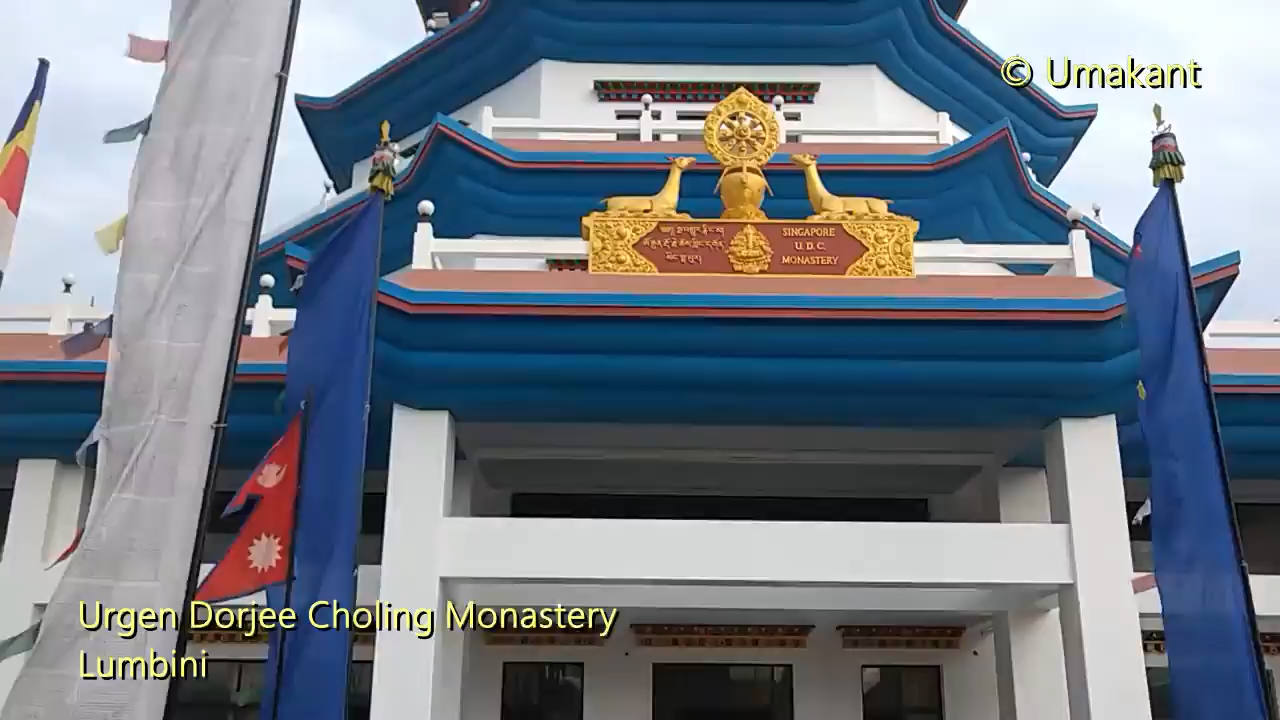 © Umakant
SINGAPORE
U. D. C.
MONASTERY
Urgen Dorjee Choling Monastery
Lumbini